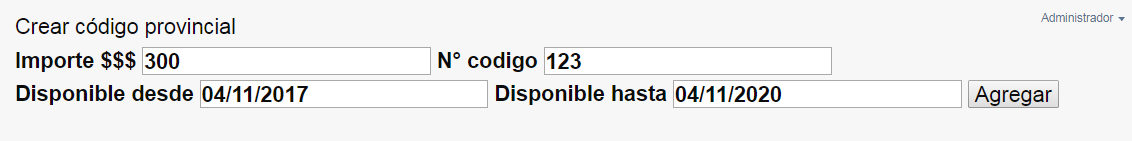 Administrador
Crear código provincial
Importe $$$ 300 N° codigo 123
Disponible desde 04/11/2017 Disponible hasta 04/11/2020 Agregar